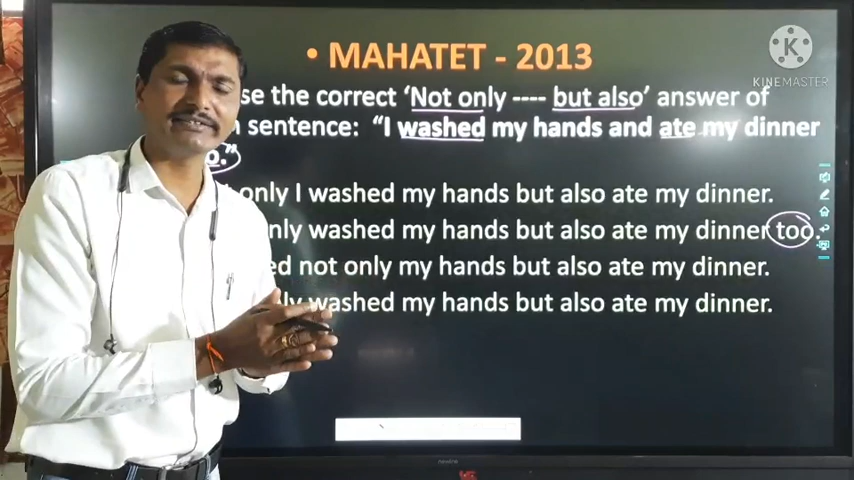 • MAHATET - 2013
KINEMASTER
se the correct ‘Not only ---- but also’ answer of
n sentence: “I washed my hands and ate my dinner
o.”
only I washed my hands but also ate my dinner.
nly washed my hands but also ate my dinner too.
ed not only my hands but also ate my dinner.
ly washed my hands but also ate my dinner.